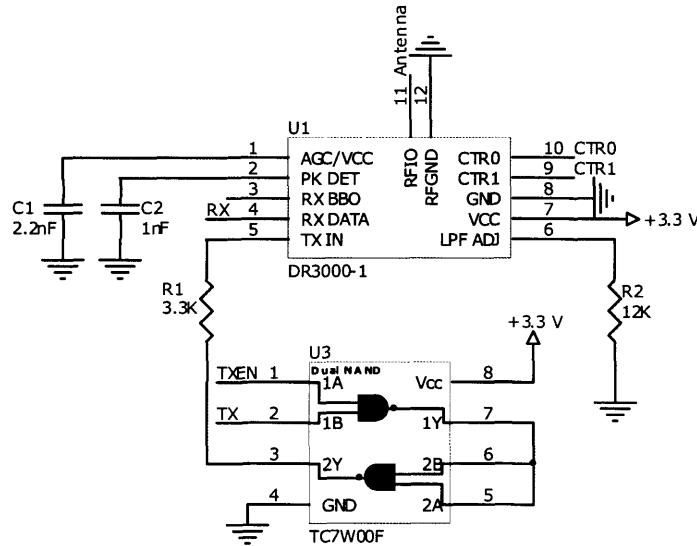 11 Antenna
12
U1
1 AGC/VCC
2 PK DET
3 RX BBO
RX 4 RX DATA
5 TX IN
RFIO
RFGND
CTR0 10 CTR0
CTR1 9 CTR1
GND 8
VCC 7
+3.3 V
LPF ADJ 6
DR3000-1
C1
2.2nF
C2
1nF
R1
3.3K
R2
12K
+3.3 V
U3
Dual NAND
TXEN 1 1A
Vcc 8
TX 2 1B
1Y 7
3 2Y
2B 6
4 GND
2A 5
TC7W00F